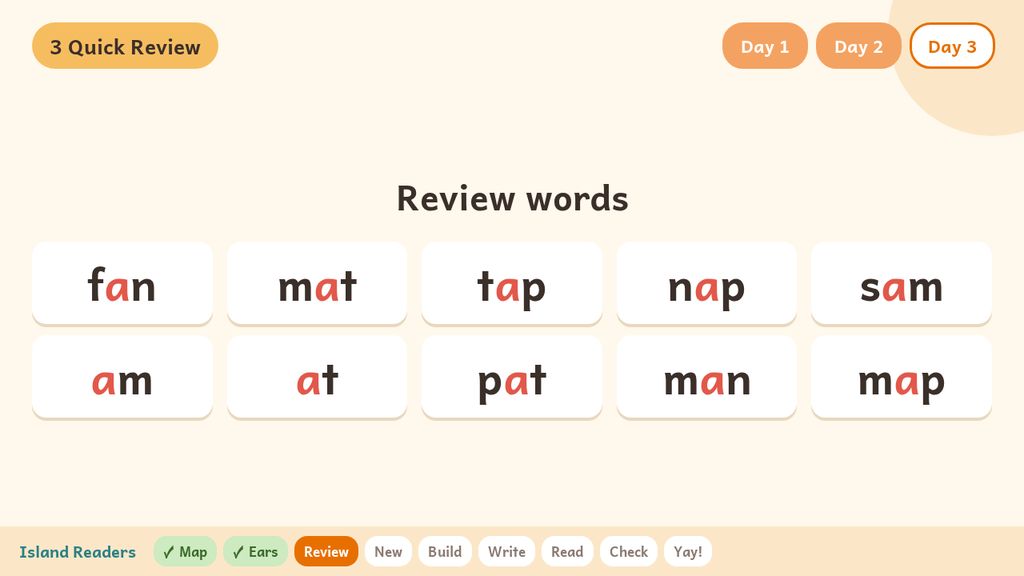 3 Quick Review
Day 1 Day 2 Day 3
Review words
fan mat tap nap sam
am at pat man map
Island Readers ✓ Map ✓ Ears Review New Build Write Read Check Yay!